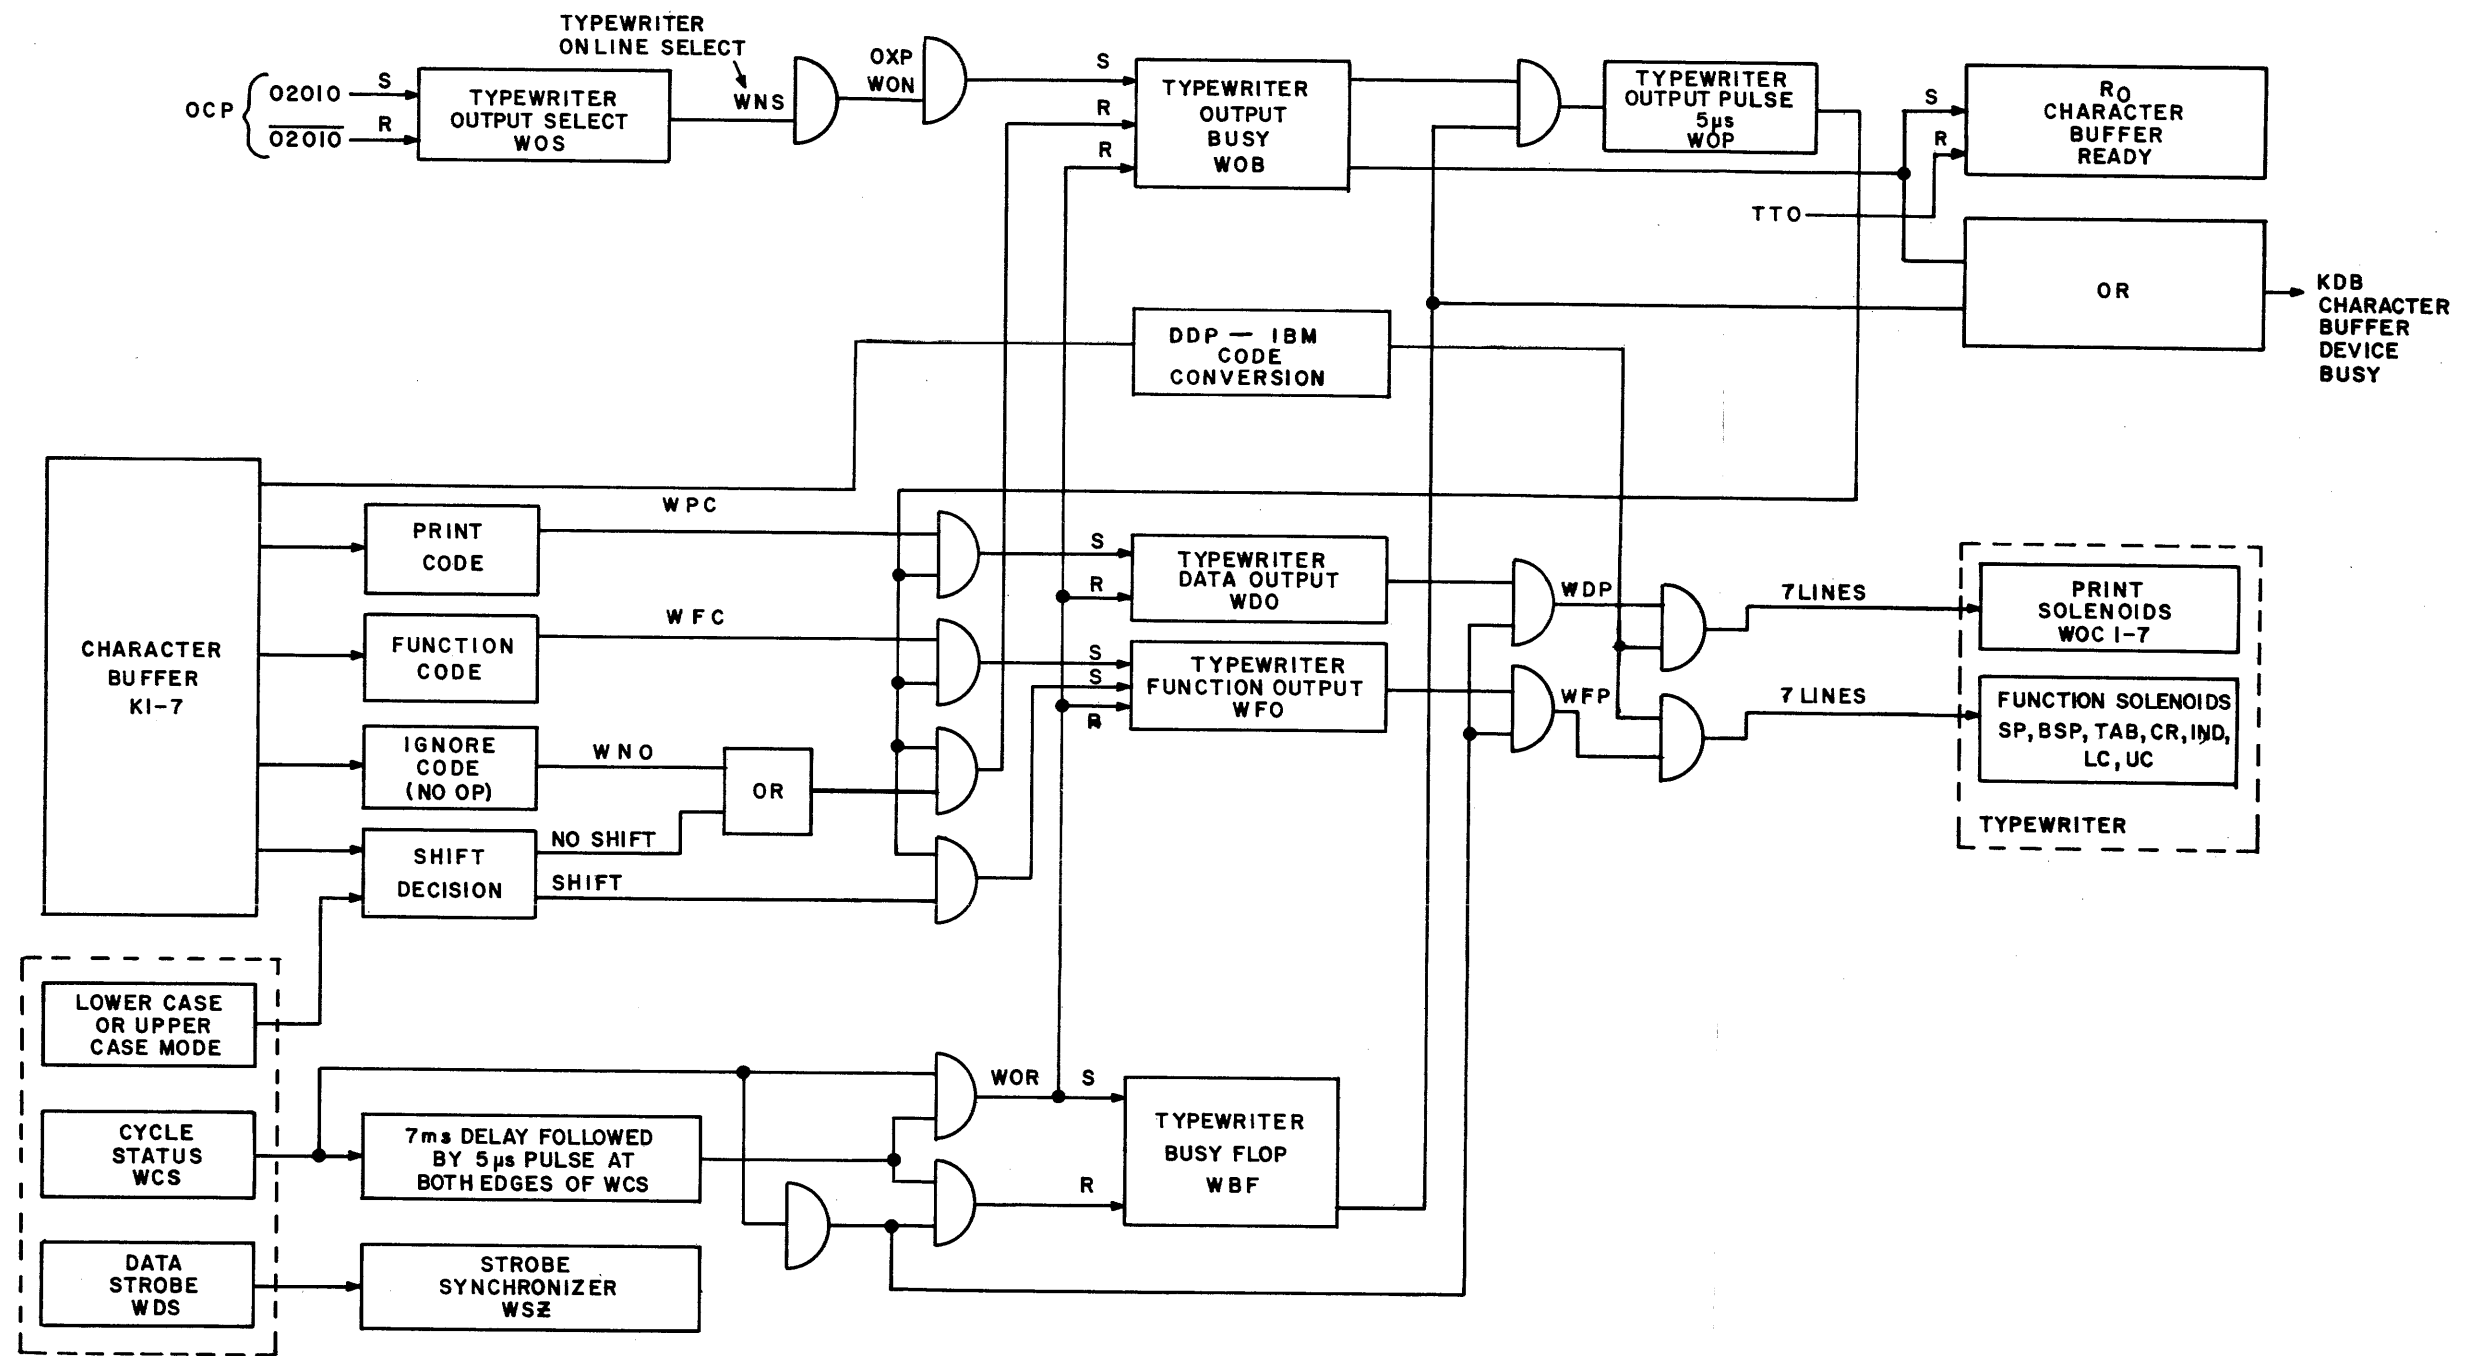 TYPEWRITER
ONLINE SELECT
OCP
02010
S
02010
R
TYPEWRITER
OUTPUT SELECT
WOS
WNS
OXP
WON
S
R
R
TYPEWRITER
OUTPUT
BUSY
WOB
TYPEWRITER
OUTPUT PULSE
5µs
WOP
S
R
TTO
RO
CHARACTER
BUFFER
READY
OR
KDB
CHARACTER
BUFFER
DEVICE
BUSY
DDP — IBM
CODE
CONVERSION
CHARACTER
BUFFER
K1-7
PRINT
CODE
WPC
FUNCTION
CODE
WFC
IGNORE
CODE
(NO OP)
WNO
OR
SHIFT
DECISION
NO SHIFT
SHIFT
S
R
TYPEWRITER
DATA OUTPUT
WDO
S
S
R
TYPEWRITER
FUNCTION OUTPUT
WFO
WDP
WFP
7 LINES
7 LINES
PRINT
SOLENOIDS
WOC 1-7
FUNCTION SOLENOIDS
SP, BSP, TAB, CR, IND,
LC, UC
TYPEWRITER
LOWER CASE
OR UPPER
CASE MODE
CYCLE
STATUS
WCS
7ms DELAY FOLLOWED
BY 5µs PULSE AT
BOTH EDGES OF WCS
WOR
S
R
TYPEWRITER
BUSY FLOP
WBF
DATA
STROBE
WDS
STROBE
SYNCHRONIZER
WSZ